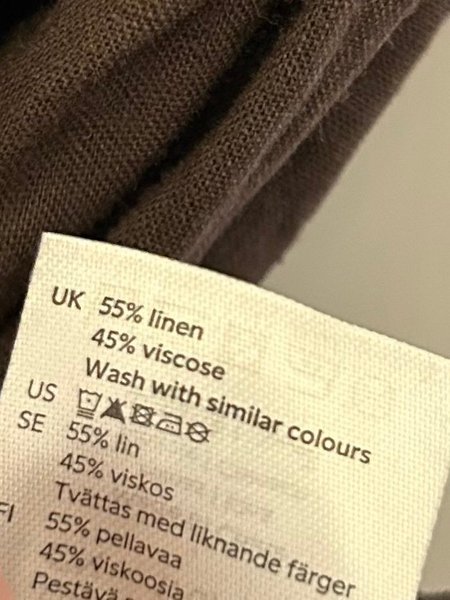 UK 55% linen
45% viscose
Wash with similar colours
US
SE 55% lin
45% viskos
Tvättas med liknande färger
FI 55% pellavaa
45% viskoosia
Pestävä